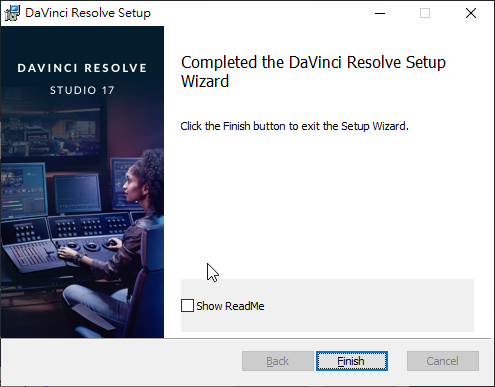 DaVinci Resolve Setup
DAVINCI RESOLVE
STUDIO 17
Completed the DaVinci Resolve Setup
Wizard
Click the Finish button to exit the Setup Wizard.
Show ReadMe
Back
Finish
Cancel